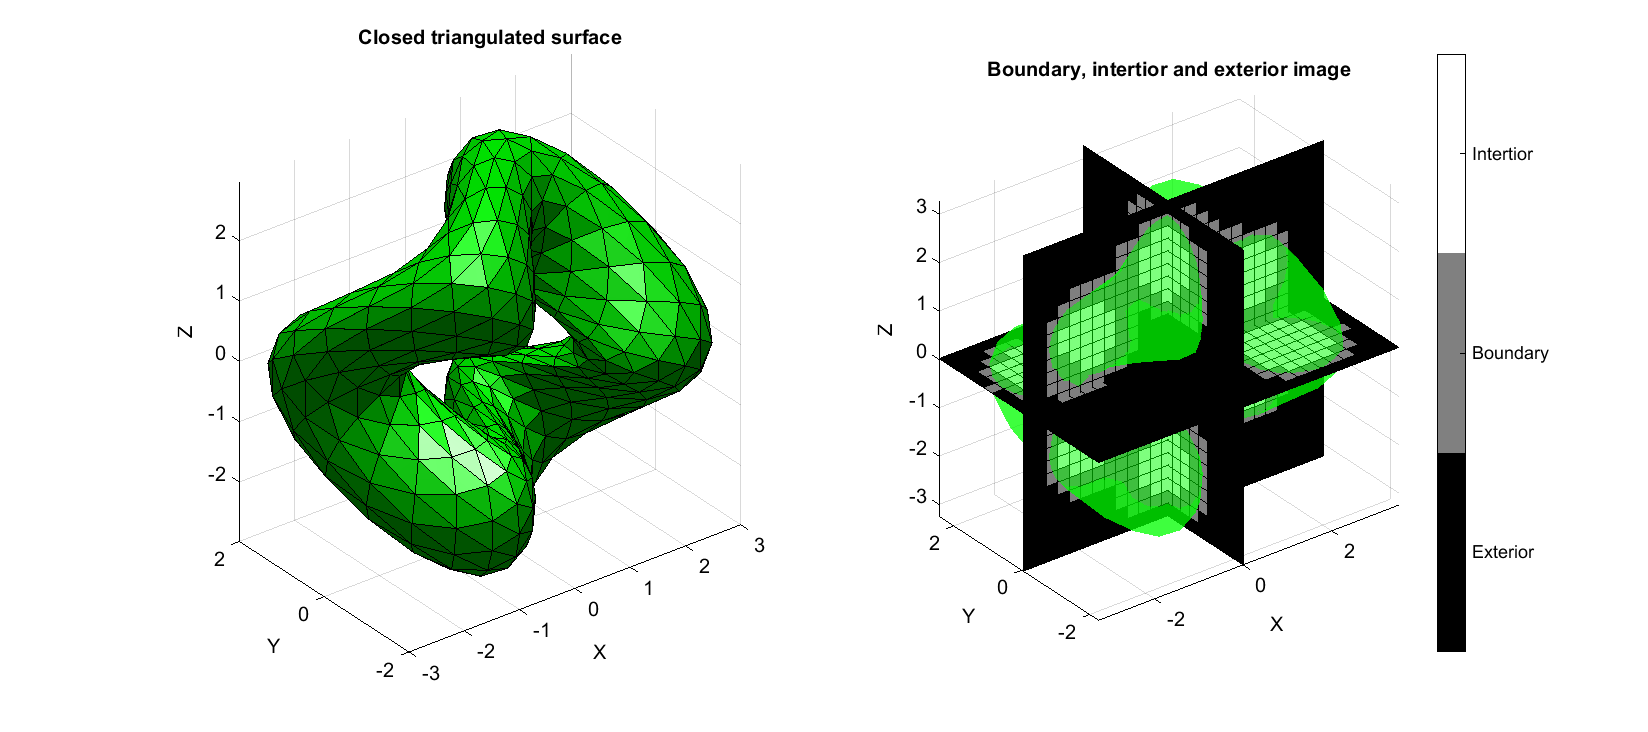 Closed triangulated surface
2
1
0
-1
-2
Z
2
0
-2
Y
-3
-2
-1
0
1
2
3
X
Boundary, intertior and exterior image
3
2
1
0
-1
-2
-3
Z
2
0
-2
Y
-2
0
2
X
Intertior
Boundary
Exterior